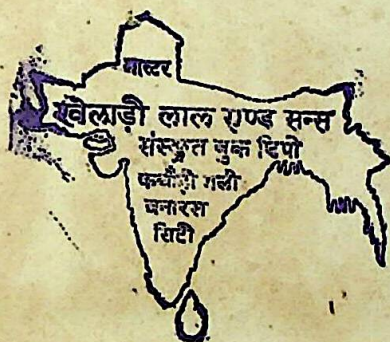 मास्टर
खेलाड़ी लाल एण्ड सन्स
संस्कृत बुक डिपो
कचौड़ी गली
बनारस
सिटी